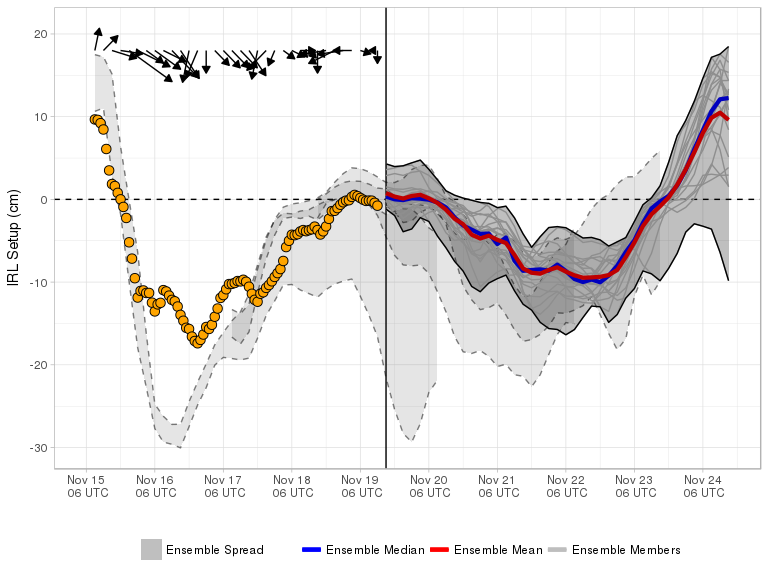 20
10
0
-10
-20
-30
IRL Setup (cm)
Nov 15 Nov 16 Nov 17 Nov 18 Nov 19 Nov 20 Nov 21 Nov 22 Nov 23 Nov 24
06 UTC 06 UTC 06 UTC 06 UTC 06 UTC 06 UTC 06 UTC 06 UTC 06 UTC 06 UTC
Ensemble Spread Ensemble Median Ensemble Mean Ensemble Members